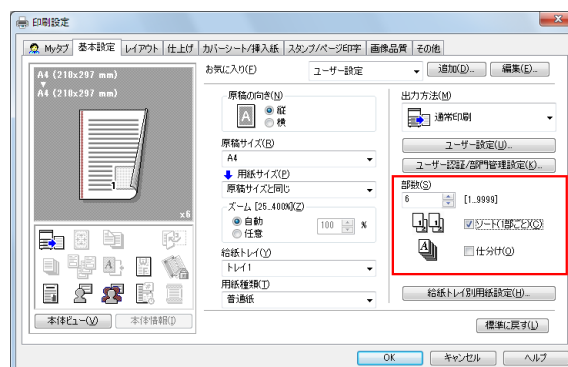 印刷設定
Myタブ 基本設定 レイアウト 仕上げ カバーシート/挿入紙 スタンプ/ページ印字 画像品質 その他
A4 (210x297 mm)
A4 (210x297 mm)
1
x6
本体ビュー(V) 本体情報(I)
お気に入り(F) ユーザー設定 追加(D)... 編集(E)...
原稿の向き(N)
A
縦
横
原稿サイズ(R)
A4
用紙サイズ(P)
原稿サイズと同じ
ズーム [25..400%](Z)
自動
任意
100 %
給紙トレイ(Y)
トレイ1
用紙種類(T)
普通紙
出力方法(M)
通常印刷
ユーザー設定(U)...
ユーザー認証/部門管理設定(K)...
部数(S)
6 [1..9999]
ソート(1部ごと)(C)
仕分け(O)
給紙トレイ別用紙設定(H)...
標準に戻す(L)
OK キャンセル ヘルプ